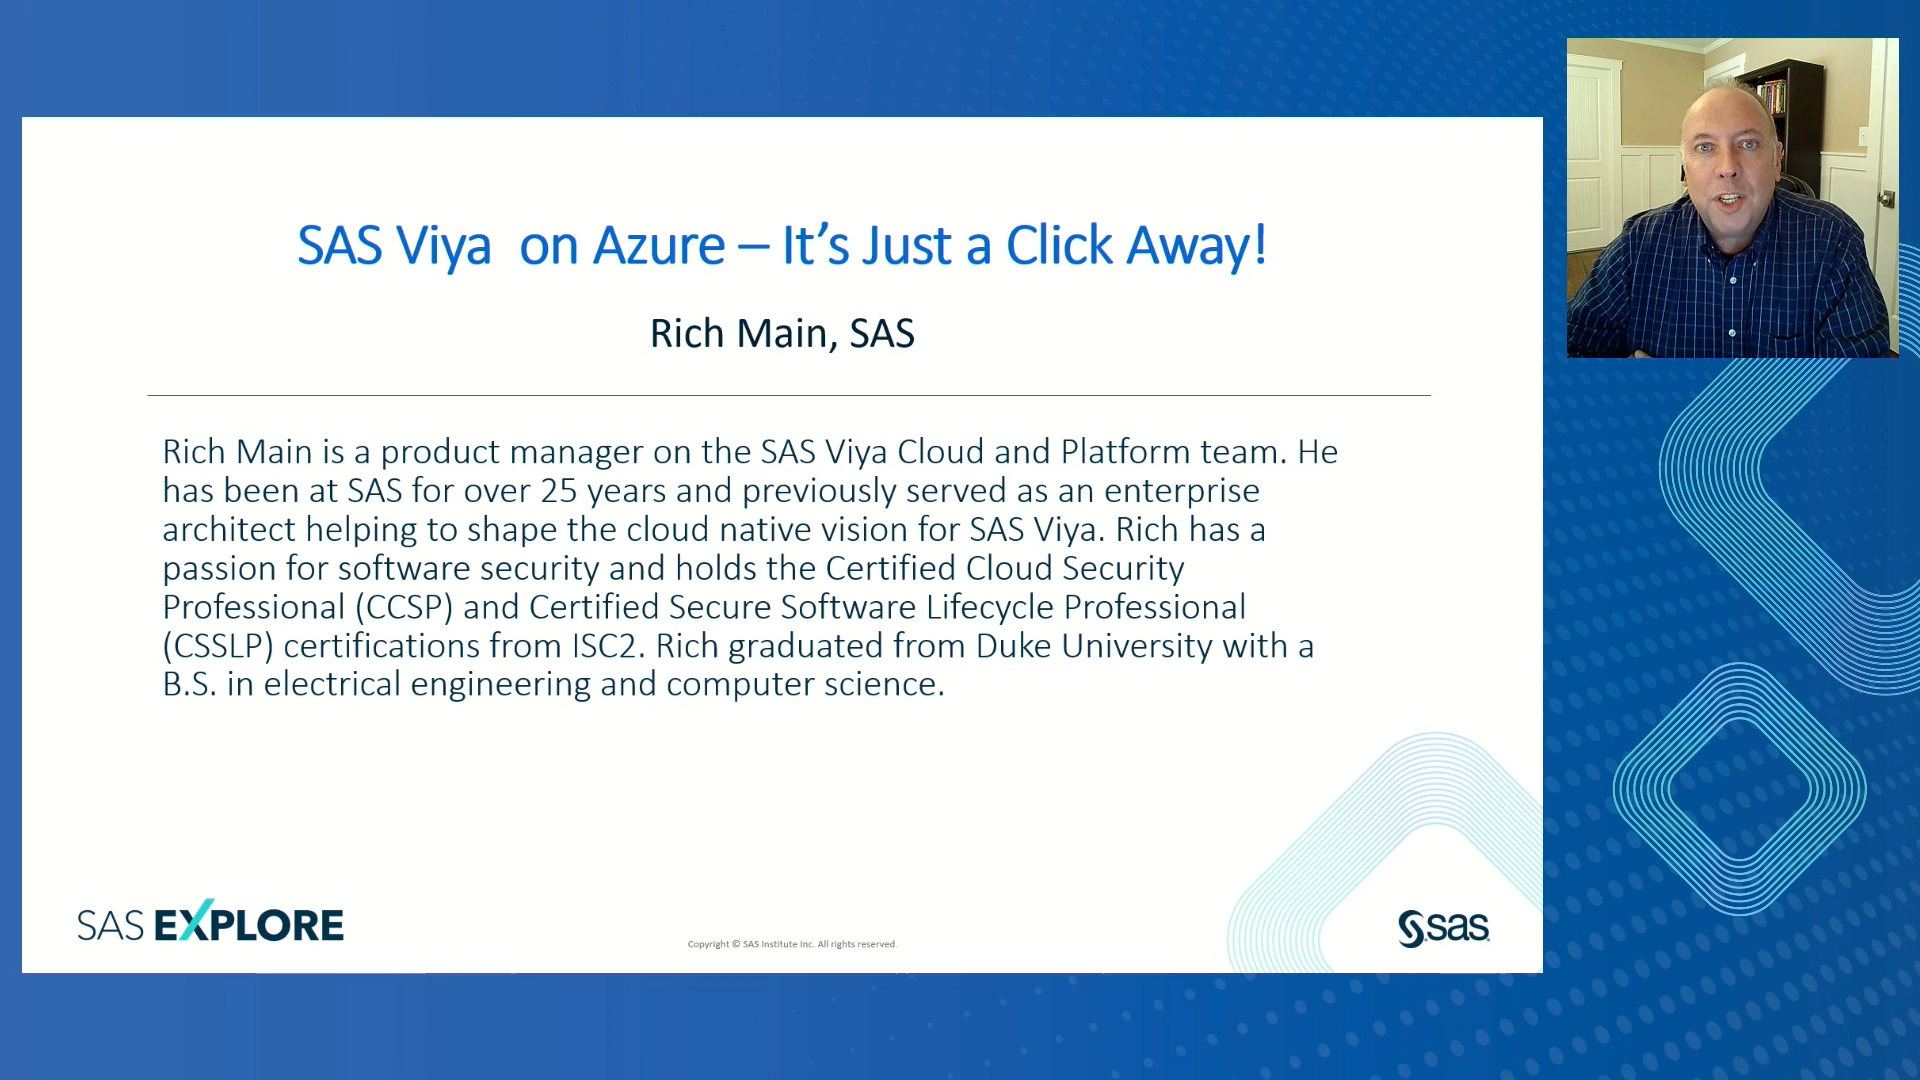 SAS Viya  on Azure – It’s Just a Click Away!
Rich Main, SAS
Rich Main is a product manager on the SAS Viya Cloud and Platform team. He
has been at SAS for over 25 years and previously served as an enterprise
architect helping to shape the cloud native vision for SAS Viya. Rich has a
passion for software security and holds the Certified Cloud Security
Professional (CCSP) and Certified Secure Software Lifecycle Professional
(CSSLP) certifications from ISC2. Rich graduated from Duke University with a
B.S. in electrical engineering and computer science.
SAS EXPLORE
Copyright © SAS Institute Inc. All rights reserved.
sas